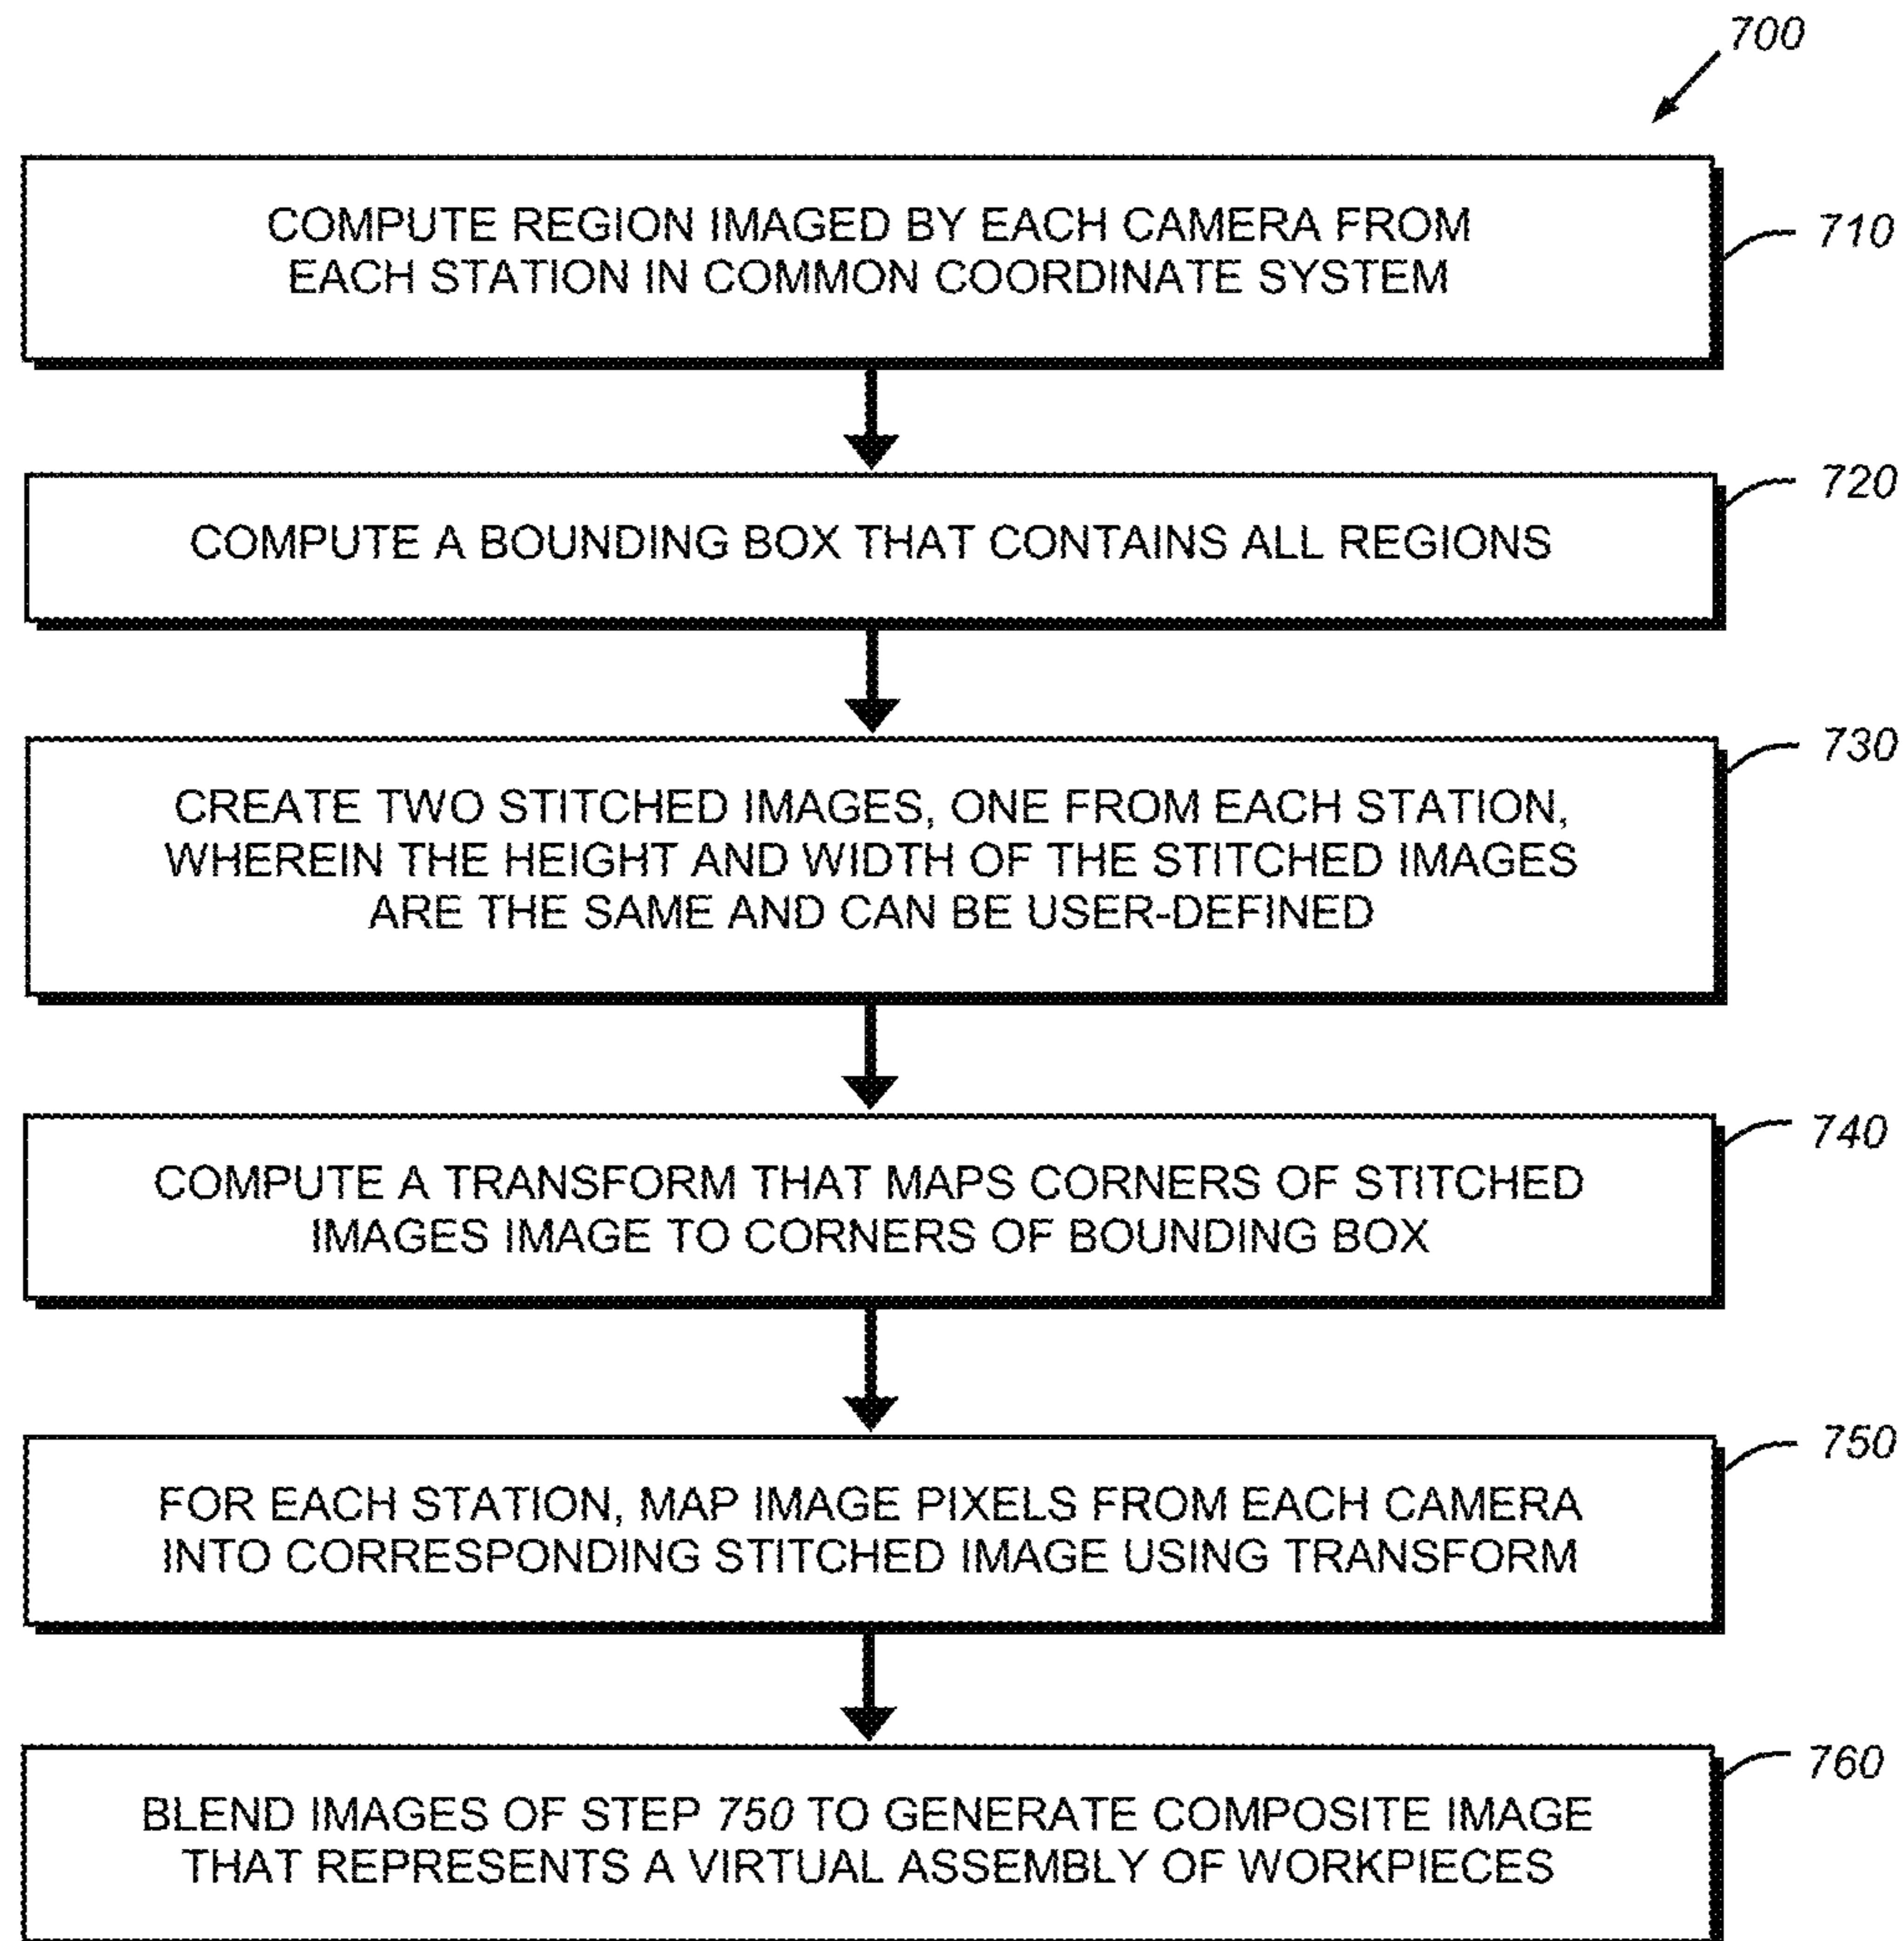 700
COMPUTE REGION IMAGED BY EACH CAMERA FROM
EACH STATION IN COMMON COORDINATE SYSTEM
710
COMPUTE A BOUNDING BOX THAT CONTAINS ALL REGIONS
720
CREATE TWO STITCHED IMAGES, ONE FROM EACH STATION,
WHEREIN THE HEIGHT AND WIDTH OF THE STITCHED IMAGES
ARE THE SAME AND CAN BE USER-DEFINED
730
COMPUTE A TRANSFORM THAT MAPS CORNERS OF STITCHED
IMAGES IMAGE TO CORNERS OF BOUNDING BOX
740
FOR EACH STATION, MAP IMAGE PIXELS FROM EACH CAMERA
INTO CORRESPONDING STITCHED IMAGE USING TRANSFORM
750
BLEND IMAGES OF STEP 750 TO GENERATE COMPOSITE IMAGE
THAT REPRESENTS A VIRTUAL ASSEMBLY OF WORKPIECES
760